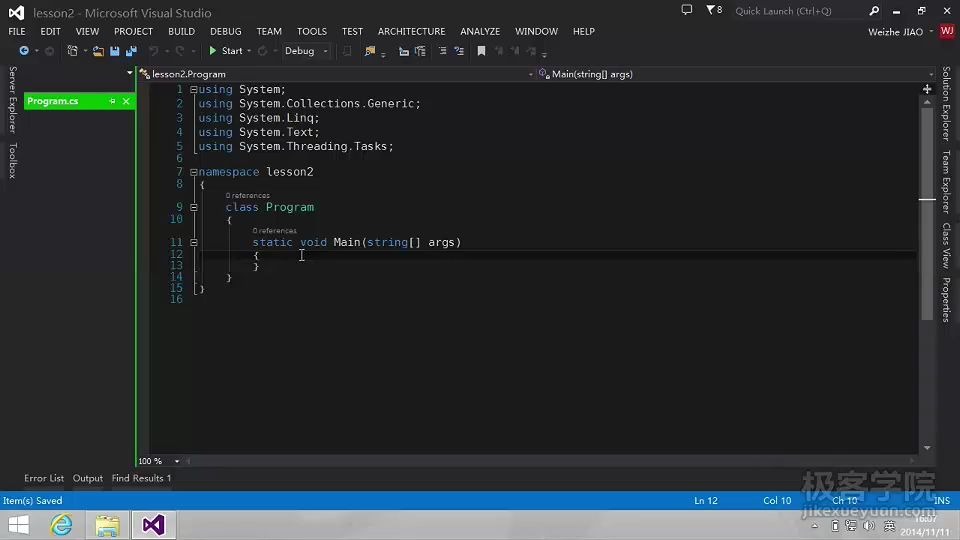 lesson2 - Microsoft Visual Studio
8
Quick Launch (Ctrl+Q)
FILE EDIT VIEW PROJECT BUILD DEBUG TEAM TOOLS TEST ARCHITECTURE ANALYZE WINDOW HELP
Weizhe JIAO WJ
Start Debug
Server Explorer
Toolbox
Program.cs
lesson2.Program
Main(string[] args)
1 using System;
2 using System.Collections.Generic;
3 using System.Linq;
4 using System.Text;
5 using System.Threading.Tasks;
6
7 namespace lesson2
8 {
0 references
9 class Program
10 {
0 references
11 static void Main(string[] args)
12 {
13 }
14 }
15 }
16
Solution Explorer
Team Explorer
Class View
Properties
100 %
Error List Output Find Results 1
Item(s) Saved
Ln 12 Col 10 Ch 10 INS
极客学院
jikexueyuan.com
英
16:07
2014/11/11